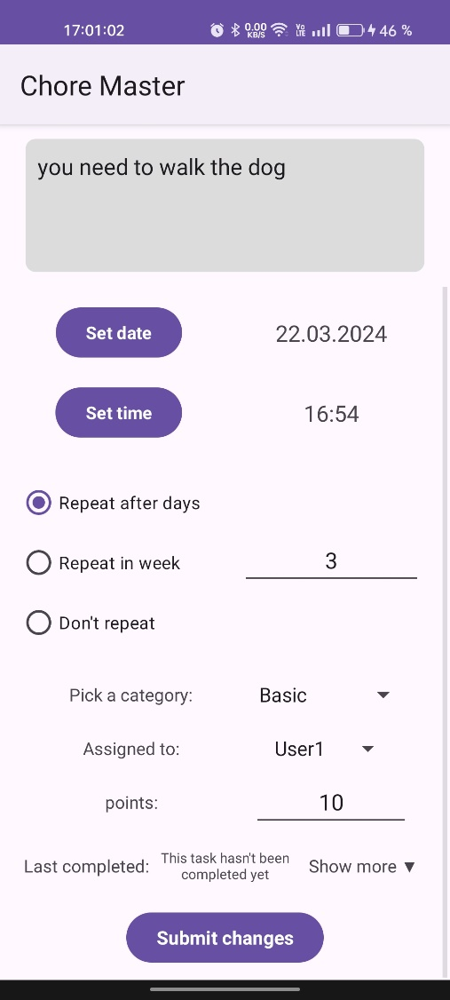 17:01:02 0.00 KB/S Vo LTE 46 %
Chore Master
you need to walk the dog
Set date 22.03.2024
Set time 16:54
Repeat after days
Repeat in week 3
Don't repeat
Pick a category: Basic
Assigned to: User1
points: 10
Last completed: This task hasn't been completed yet Show more ▼
Submit changes